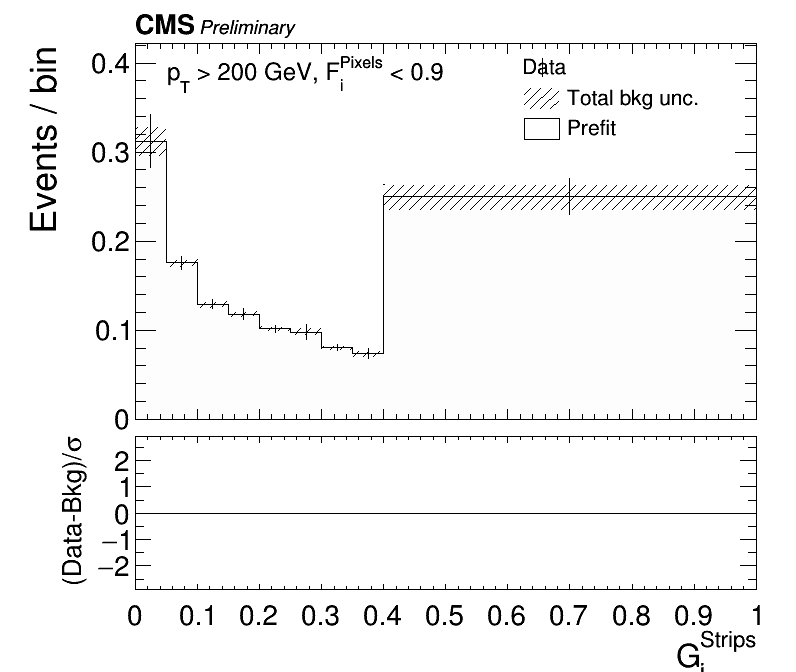 CMS Preliminary
p_T > 200 GeV, F_i^Pixels < 0.9
Data
Total bkg unc.
Prefit
Events / bin
0.4
0.3
0.2
0.1
0
(Data-Bkg)/σ
2
1
0
−1
−2
0 0.1 0.2 0.3 0.4 0.5 0.6 0.7 0.8 0.9 1
G_i^Strips